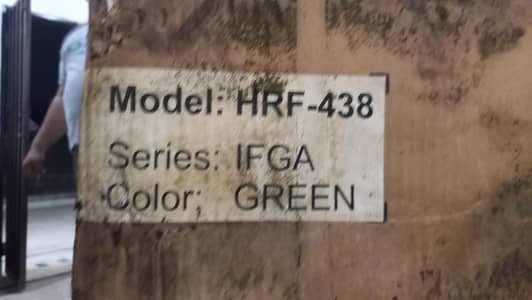 Model: HRF-438
Series: IFGA
Color: GREEN